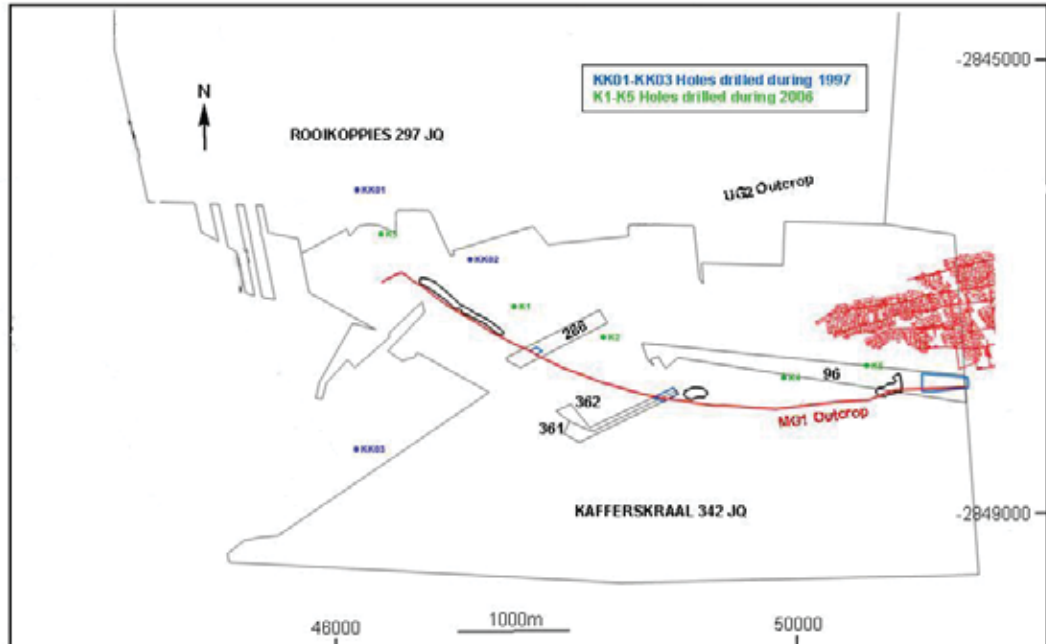 -2845000
KK01-KK03 Holes drilled during 1997
K1-K5 Holes drilled during 2006
N
ROOIKOPPIES 297 JQ
UG2 Outcrop
KK01
K3
KK02
K1
286
K2
K5
96
K4
362
361
MG1 Outcrop
KK03
KAFFERSKRAAL 342 JQ
-2849000
46000
1000m
50000